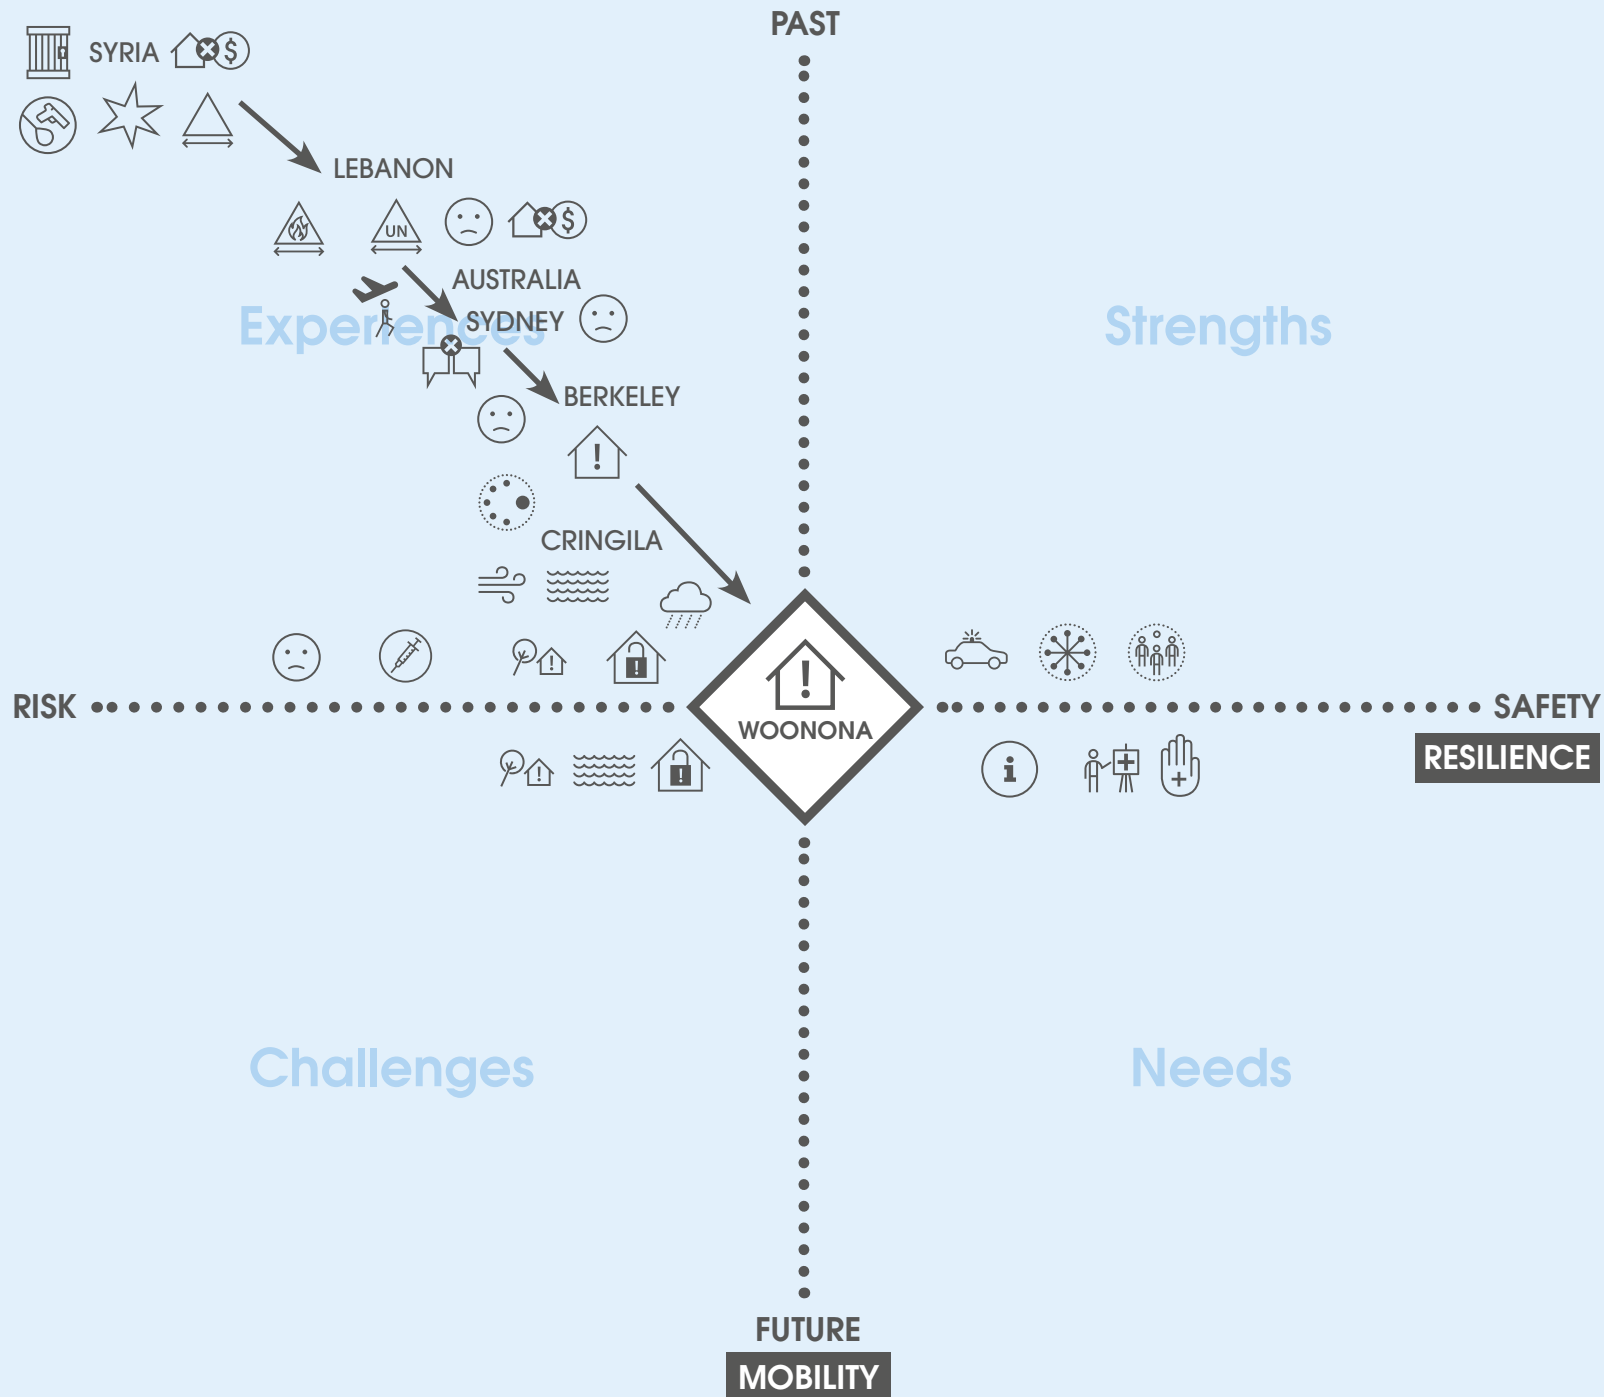 PAST
SYRIA
$
LEBANON
UN
$
AUSTRALIA
SYDNEY
Experiences
Strengths
BERKELEY
!
CRINGILA
!
!
!
WOONONA
RISK
SAFETY
RESILIENCE
!
!
i
Challenges
Needs
FUTURE
MOBILITY